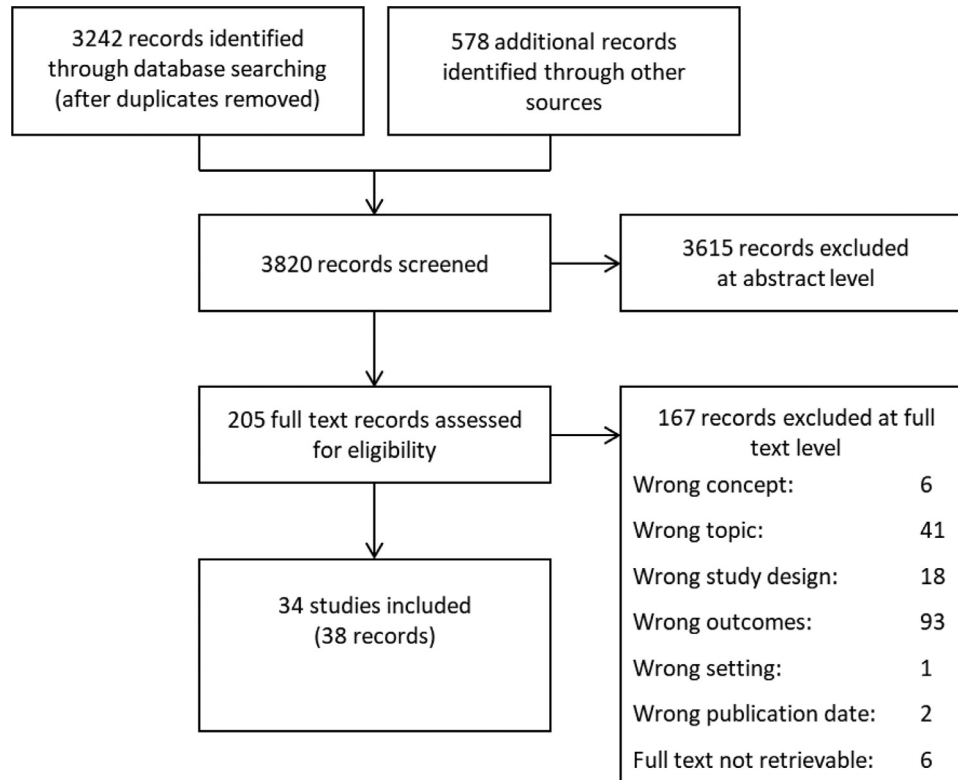 3242 records identified
through database searching
(after duplicates removed)
578 additional records
identified through other
sources
3820 records screened
3615 records excluded
at abstract level
205 full text records assessed
for eligibility
167 records excluded at full
text level
Wrong concept: 6
Wrong topic: 41
Wrong study design: 18
Wrong outcomes: 93
Wrong setting: 1
Wrong publication date: 2
Full text not retrievable: 6
34 studies included
(38 records)